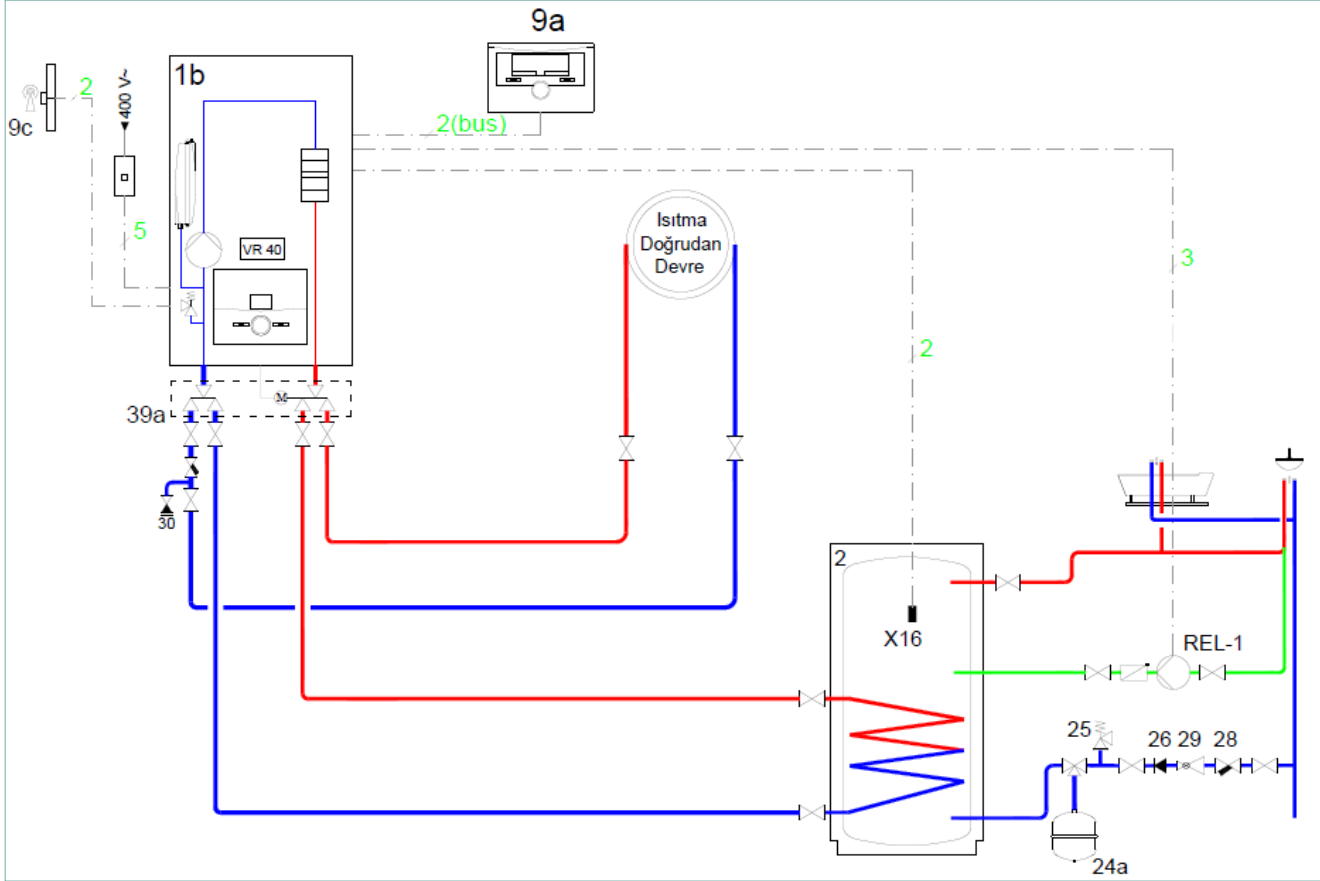 9a
1b
2
400 V~
9c
2(bus)
Isıtma
Doğrudan
Devre
5
VR 40
3
2
M
39a
30
2
X16
REL-1
25
26
29
28
24a